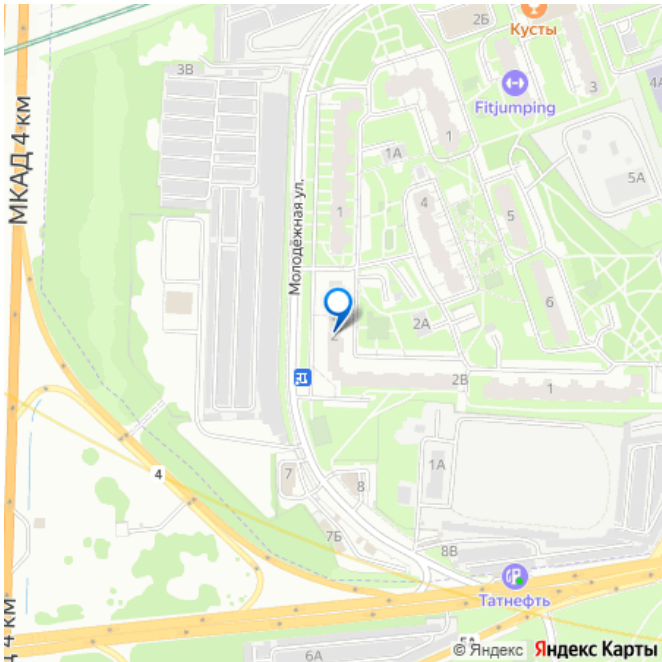 2Б
Кусты
3В
3
4А
Fitjumping
МКАД 4 км
1
1А
5А
Молодёжная ул.
4
1
5
6
2А
2
2В
1
4
7
1А
8
7Б
8В
Татнефть
Д 4 км
6А
© Яндекс
Яндекс Карты